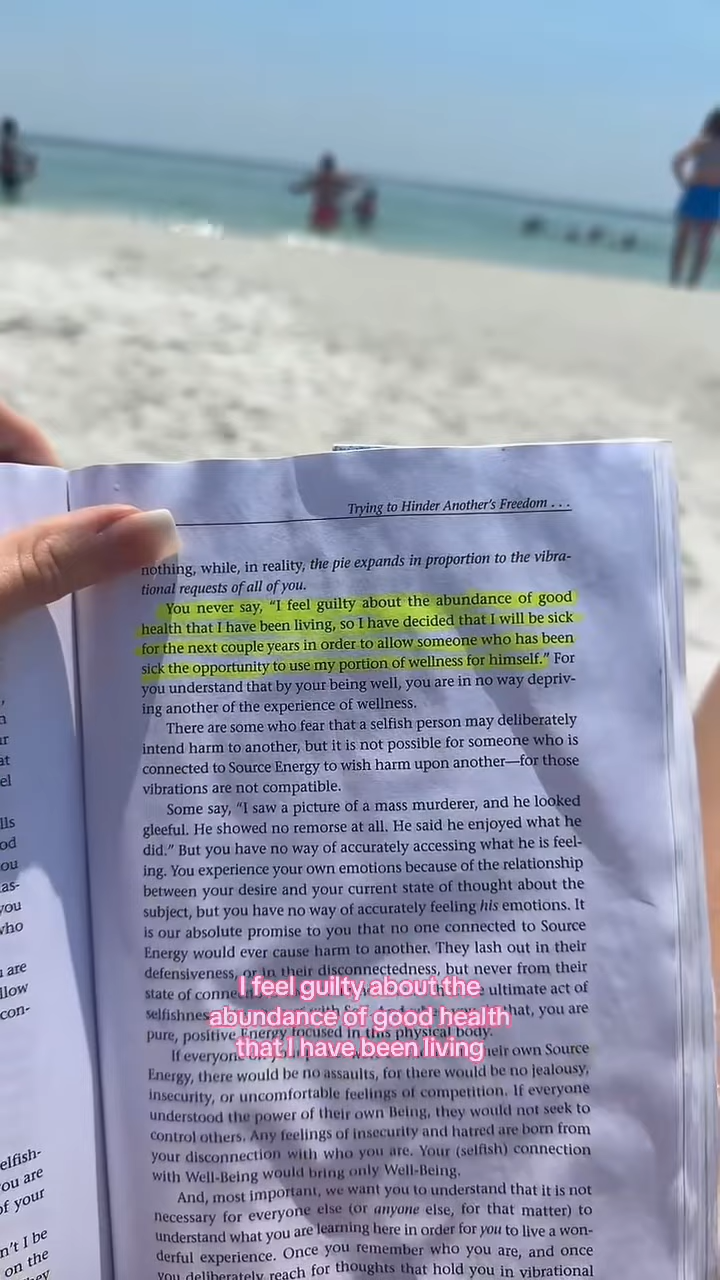 Trying to Hinder Another's Freedom . . .
nothing, while, in reality, the pie expands in proportion to the vibra-
tional requests of all of you.
You never say, "I feel guilty about the abundance of good
health that I have been living, so I have decided that I will be sick
for the next couple years in order to allow someone who has been
sick the opportunity to use my portion of wellness for himself." For
you understand that by your being well, you are in no way depriv-
ing another of the experience of wellness.
There are some who fear that a selfish person may deliberately
intend harm to another, but it is not possible for someone who is
connected to Source Energy to wish harm upon another—for those
vibrations are not compatible.
Some say, "I saw a picture of a mass murderer, and he looked
gleeful. He showed no remorse at all. He said he enjoyed what he
did." But you have no way of accurately accessing what he is feel-
ing. You experience your own emotions because of the relationship
between your desire and your current state of thought about the
subject, but you have no way of accurately feeling his emotions. It
is our absolute promise to you that no one connected to Source
Energy would ever cause harm to another. They lash out in their
defensiveness, or in their disconnectedness, but never from their
state of ultimate act of
that, you are
pure, positive Energy focused in this physical body.
If everyone their own Source
Energy, there would be no assaults, for there would be no jealousy,
insecurity, or uncomfortable feelings of competition. If everyone
understood the power of their own Being, they would not seek to
control others. Any feelings of insecurity and hatred are born from
your disconnection with who you are. Your (selfish) connection
with Well-Being would bring only Well-Being.
And, most important, we want you to understand that it is not
necessary for everyone else (or anyone else, for that matter) to
understand what you are learning here in order for you to live a won-
derful experience. Once you remember who you are, and once
you deliberately reach for thoughts that hold you in vibrational
I feel guilty about the
abundance of good health
that I have been living